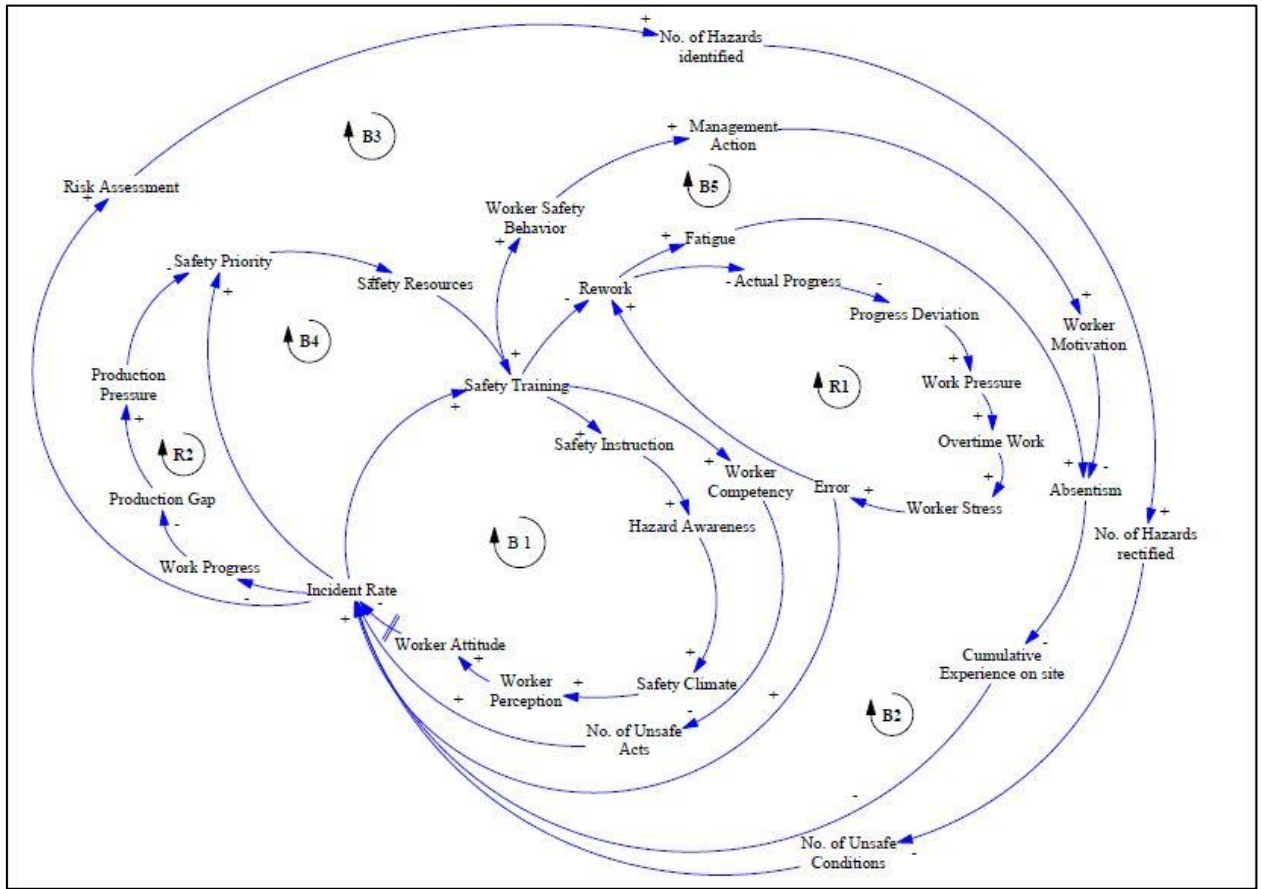 No. of Hazards
identified
+
Management
Action
+
B3
B5
Risk Assessment
+
Worker Safety
Behavior
+
Fatigue
+
Safety Priority
-
+
Safety Resources
+
Rework
-
+
Actual Progress
-
Progress Deviation
-
Worker
Motivation
+
B4
Production
Pressure
+
Safety Training
+
+
R1
Work Pressure
+
Overtime Work
+
Safety Instruction
+
Worker
Competency
+
Error
+
Worker Stress
+
Absentism
+
-
R2
Production Gap
-
Hazard Awareness
+
No. of Hazards
rectified
+
B 1
Work Progress
-
Incident Rate
+
-
Worker Attitude
+
Worker
Perception
+
Safety Climate
+
Cumulative
Experience on site
-
No. of Unsafe
Acts
-
+
+
B2
-
No. of Unsafe
Conditions
-